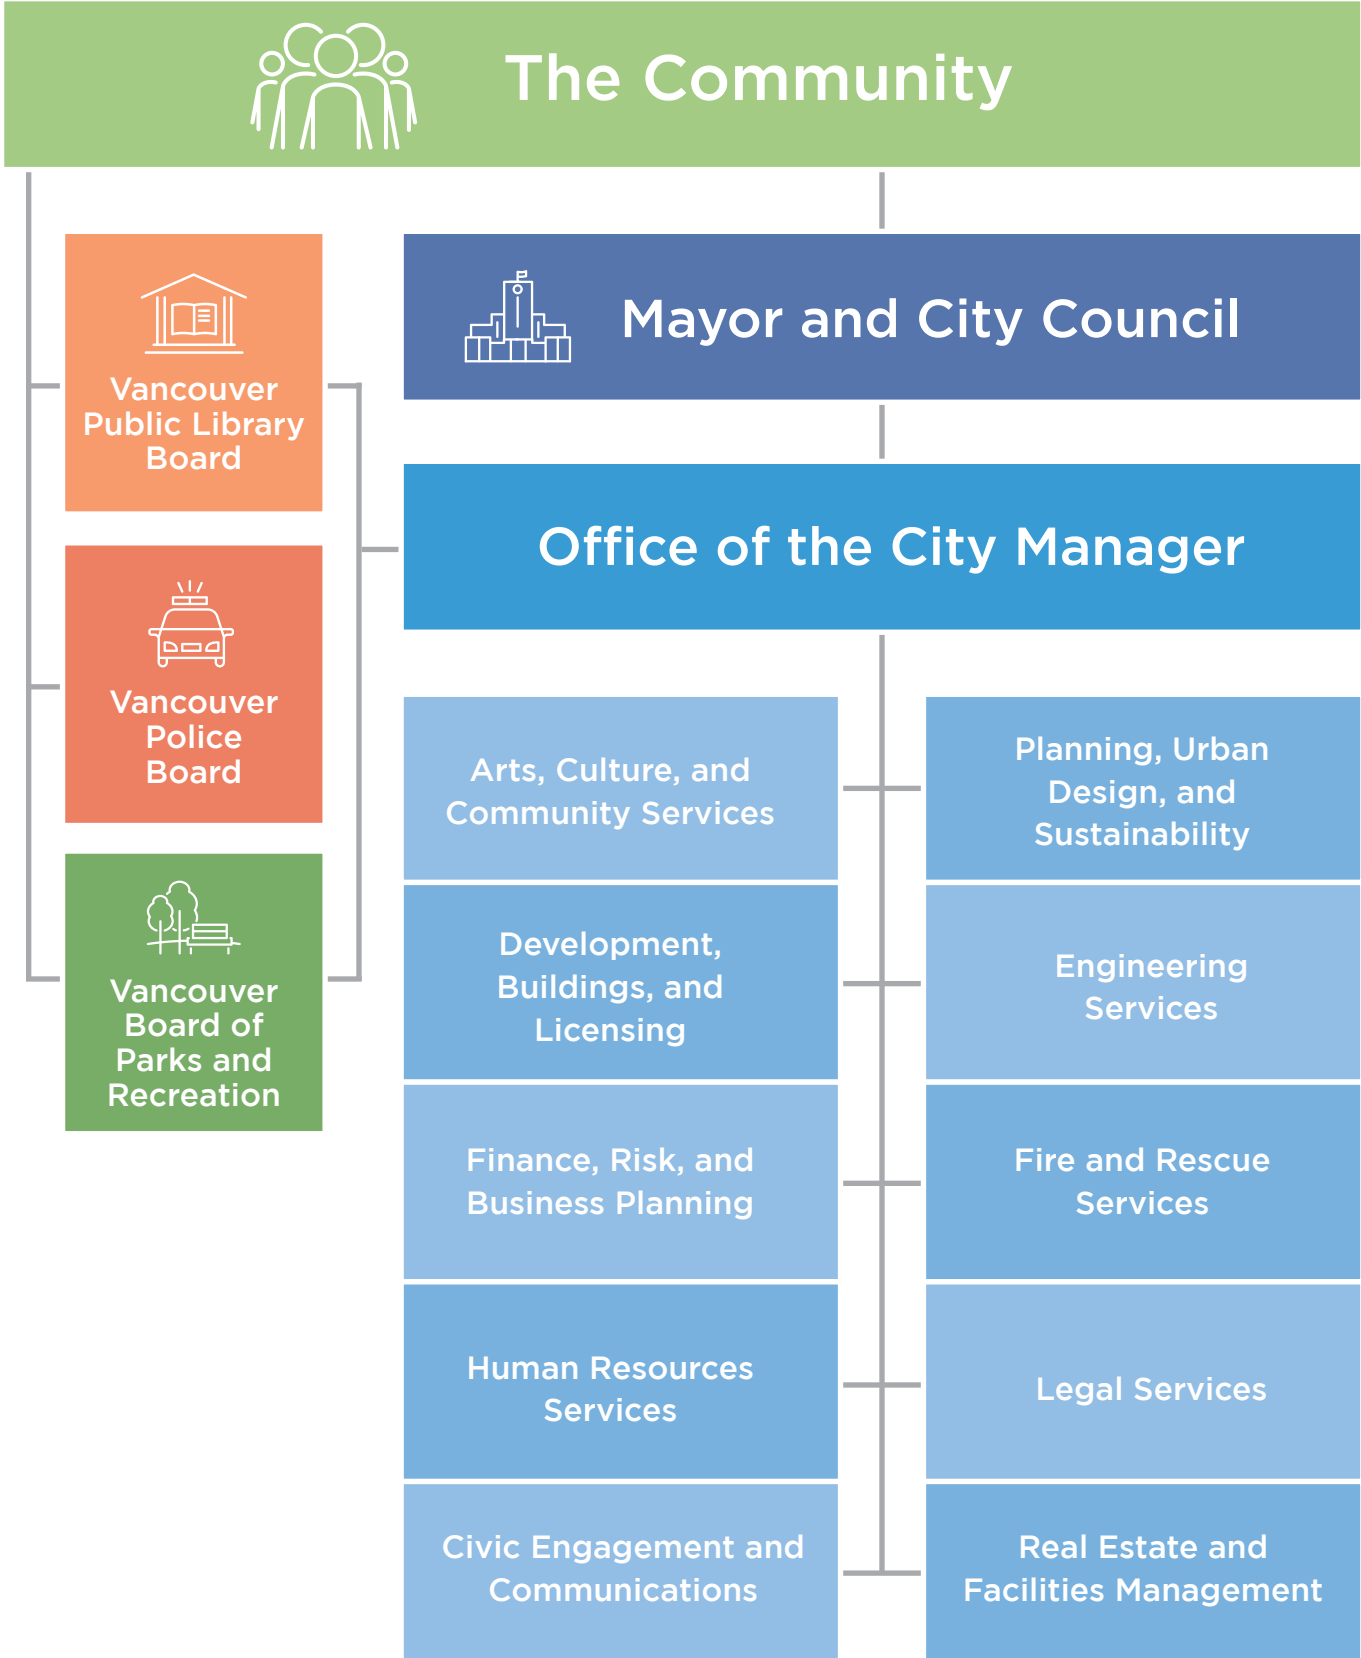 The Community
Vancouver
Public Library
Board
Vancouver
Police
Board
Vancouver
Board of
Parks and
Recreation
Mayor and City Council
Office of the City Manager
Arts, Culture, and
Community Services
Planning, Urban
Design, and
Sustainability
Development,
Buildings, and
Licensing
Engineering
Services
Finance, Risk, and
Business Planning
Fire and Rescue
Services
Human Resources
Services
Legal Services
Civic Engagement and
Communications
Real Estate and
Facilities Management